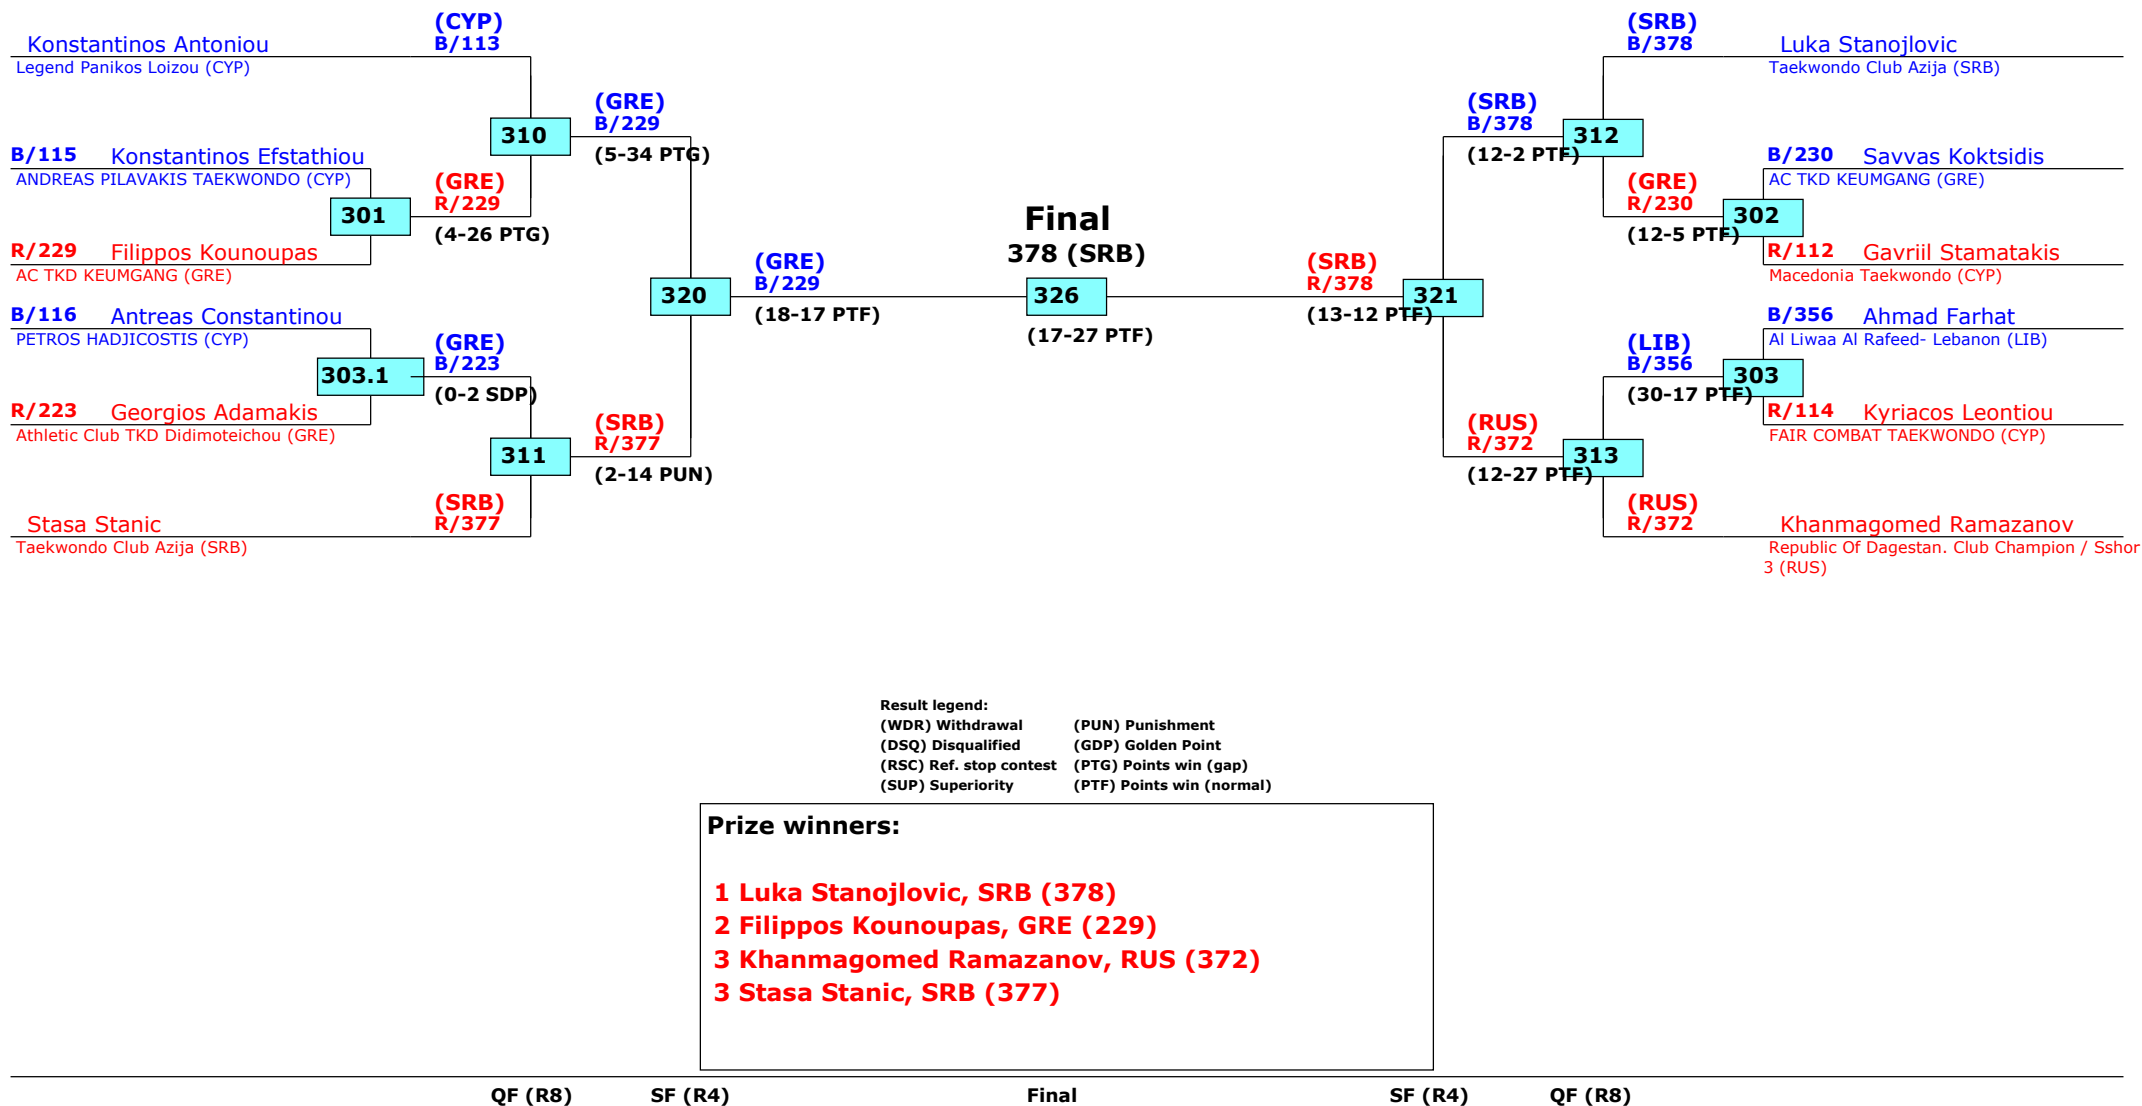 (CYP)
Konstantinos Antoniou B/113
Legend Panikos Loizou (CYP)
(GRE)
B/229
310
(5-34 PTG)
B/115 Konstantinos Efstathiou
ANDREAS PILAVAKIS TAEKWONDO (CYP)
(GRE)
R/229
301
(4-26 PTG)
R/229 Filippos Kounoupas
AC TKD KEUMGANG (GRE)
(GRE)
B/229
320
(18-17 PTF)
B/116 Antreas Constantinou
PETROS HADJICOSTIS (CYP)
(GRE)
B/223
303.1
(0-2 SDP)
R/223 Georgios Adamakis
Athletic Club TKD Didimoteichou (GRE)
(SRB)
R/377
311
(2-14 PUN)
(SRB)
Stasa Stanic R/377
Taekwondo Club Azija (SRB)
Final
378 (SRB)
326
(17-27 PTF)
(SRB)
B/378 Luka Stanojlovic
Taekwondo Club Azija (SRB)
(SRB)
B/378
312
(12-2 PTF)
B/230 Savvas Koktsidis
AC TKD KEUMGANG (GRE)
(GRE)
R/230
302
(12-5 PTF)
R/112 Gavriil Stamatakis
Macedonia Taekwondo (CYP)
(SRB)
R/378
321
(13-12 PTF)
B/356 Ahmad Farhat
Al Liwaa Al Rafeed- Lebanon (LIB)
(LIB)
B/356
303
(30-17 PTF)
R/114 Kyriacos Leontiou
FAIR COMBAT TAEKWONDO (CYP)
(RUS)
R/372
313
(12-27 PTF)
(RUS)
R/372 Khanmagomed Ramazanov
Republic Of Dagestan. Club Champion / Sshor
3 (RUS)
Result legend:
(WDR) Withdrawal (PUN) Punishment
(DSQ) Disqualified (GDP) Golden Point
(RSC) Ref. stop contest (PTG) Points win (gap)
(SUP) Superiority (PTF) Points win (normal)
Prize winners:
1 Luka Stanojlovic, SRB (378)
2 Filippos Kounoupas, GRE (229)
3 Khanmagomed Ramazanov, RUS (372)
3 Stasa Stanic, SRB (377)
QF (R8) SF (R4) Final SF (R4) QF (R8)